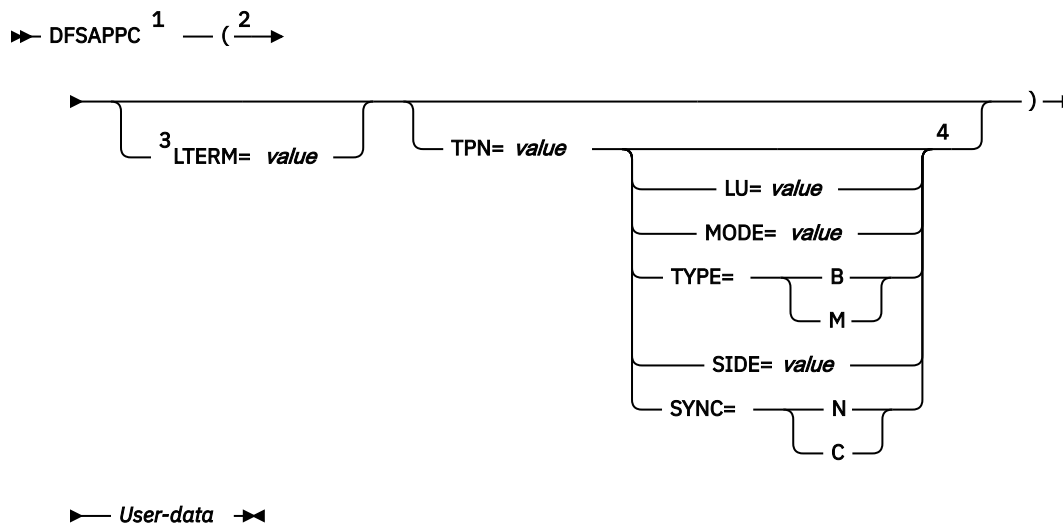 DFSAPPC 1 ( 2
)
3 LTERM= value
TPN= value 4
LU= value
MODE= value
TYPE= B
M
SIDE= value
SYNC= N
C
User-data